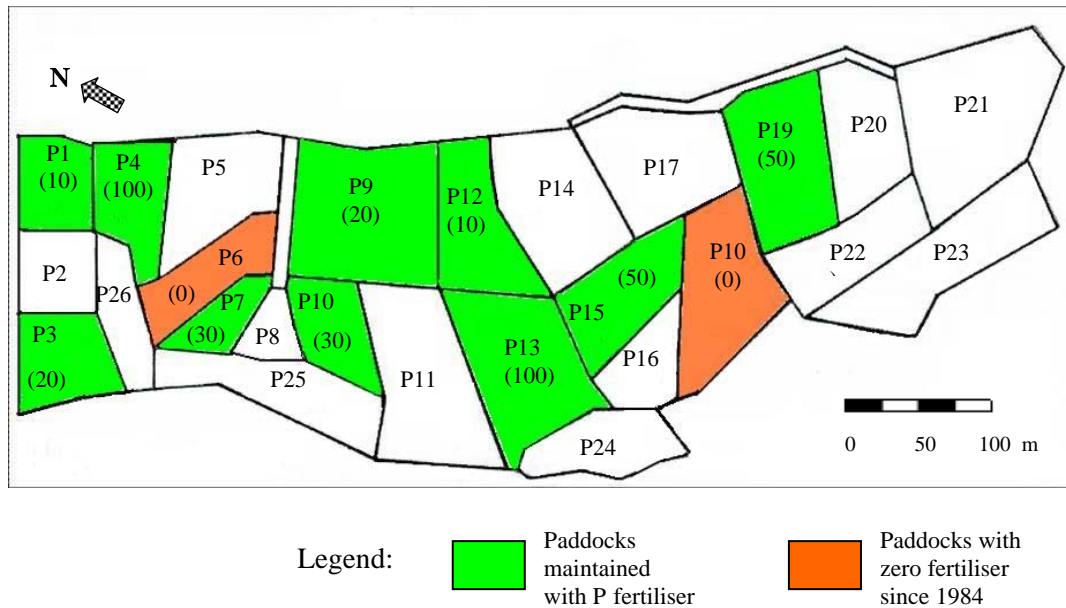 N
P1
(10)
P4
(100)
P5
P9
(20)
P12
(10)
P14
P17
P19
(50)
P20
P21
P2
P26
P6
(0)
P7
(30)
P8
P10
(30)
P11
P13
(100)
(50)
P15
P16
P10
(0)
P22
P23
P3
(20)
P25
P24
0 50 100 m
Legend:
Paddocks
maintained
with P fertiliser
Paddocks with
zero fertiliser
since 1984